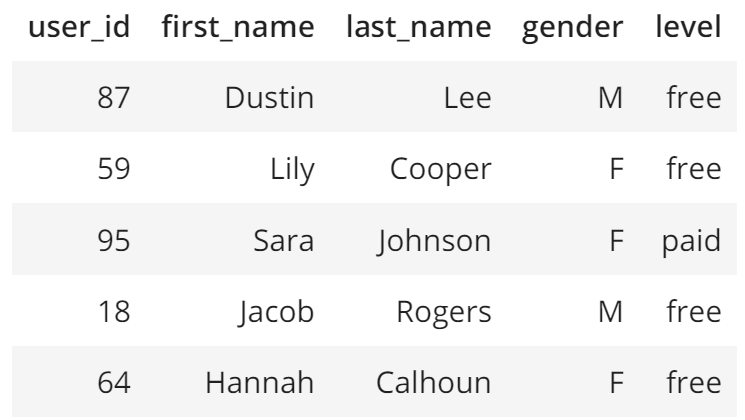 user_id first_name last_name gender level
87 Dustin Lee M free
59 Lily Cooper F free
95 Sara Johnson F paid
18 Jacob Rogers M free
64 Hannah Calhoun F free